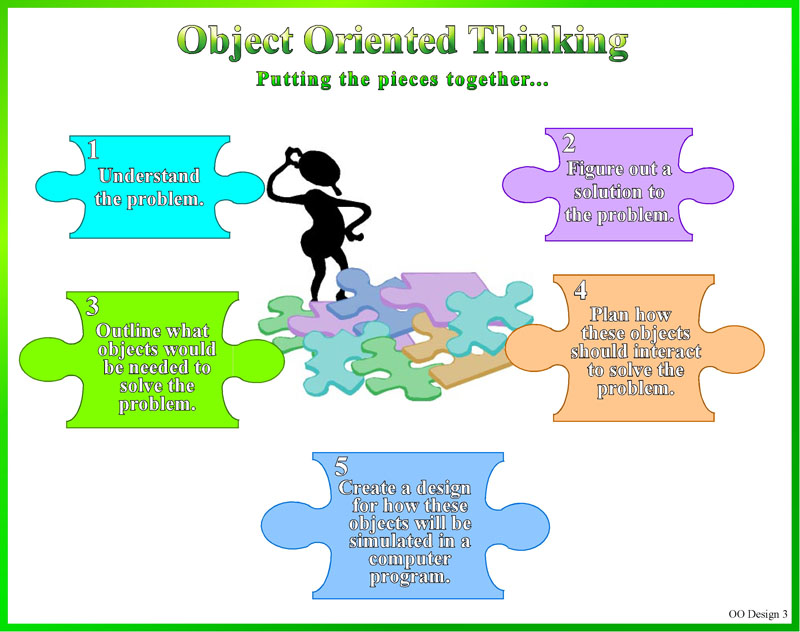 Object Oriented Thinking
Putting the pieces together...
1
Understand
the problem.
2
Figure out a
solution to
the problem.
3
Outline what
objects would
be needed to
solve the
problem.
4
Plan how
these objects
should interact
to solve the
problem.
5
Create a design
for how these
objects will be
simulated in a
computer
program.
OO Design 3